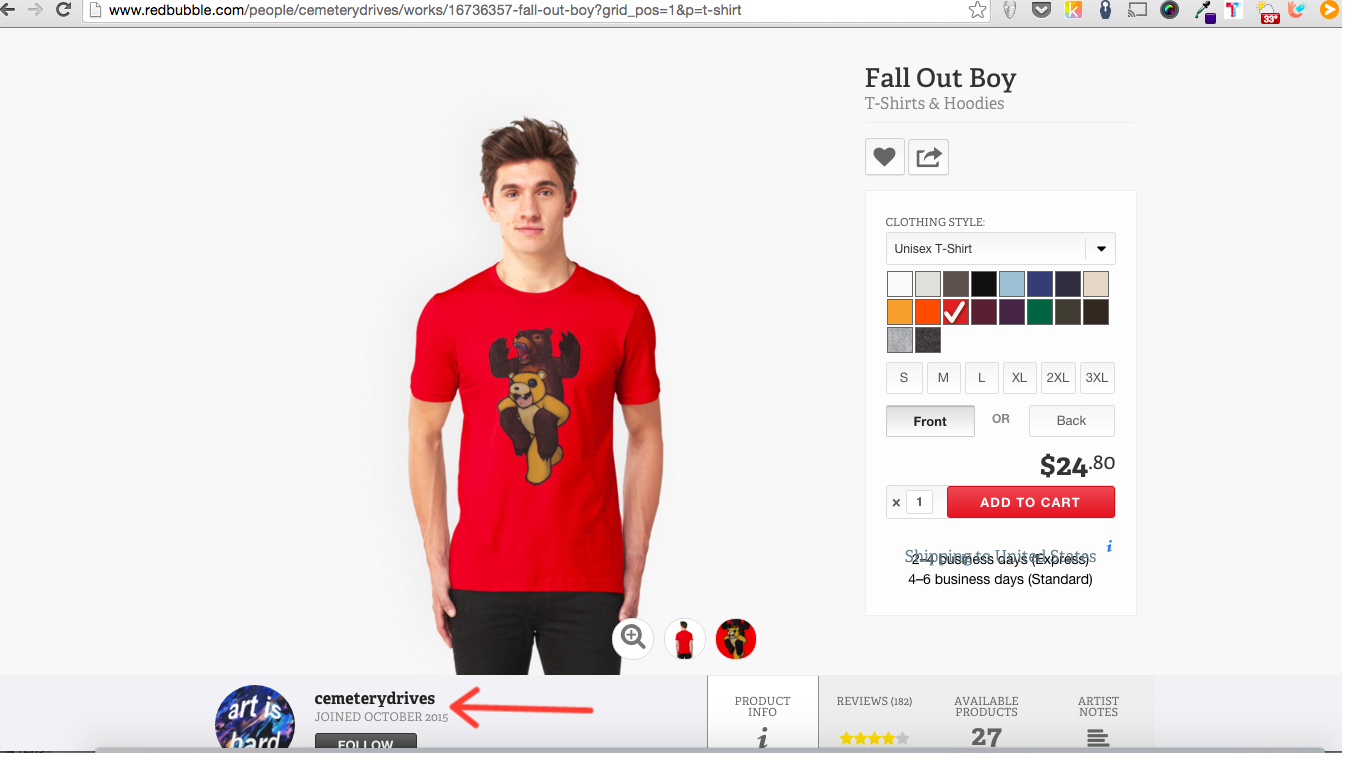 www.redbubble.com/people/cemeterydrives/works/16736357-fall-out-boy?grid_pos=1&p=t-shirt
33°
Fall Out Boy
T-Shirts & Hoodies
CLOTHING STYLE:
Unisex T-Shirt
S M L XL 2XL 3XL
Front OR Back
$24.80
× 1 ADD TO CART
Shipping to United States
2–4 business days (Express)
4–6 business days (Standard)
art is
hard
cemeterydrives
JOINED OCTOBER 2015
FOLLOW
PRODUCT
INFO
i
REVIEWS (182)
AVAILABLE
PRODUCTS
27
ARTIST
NOTES